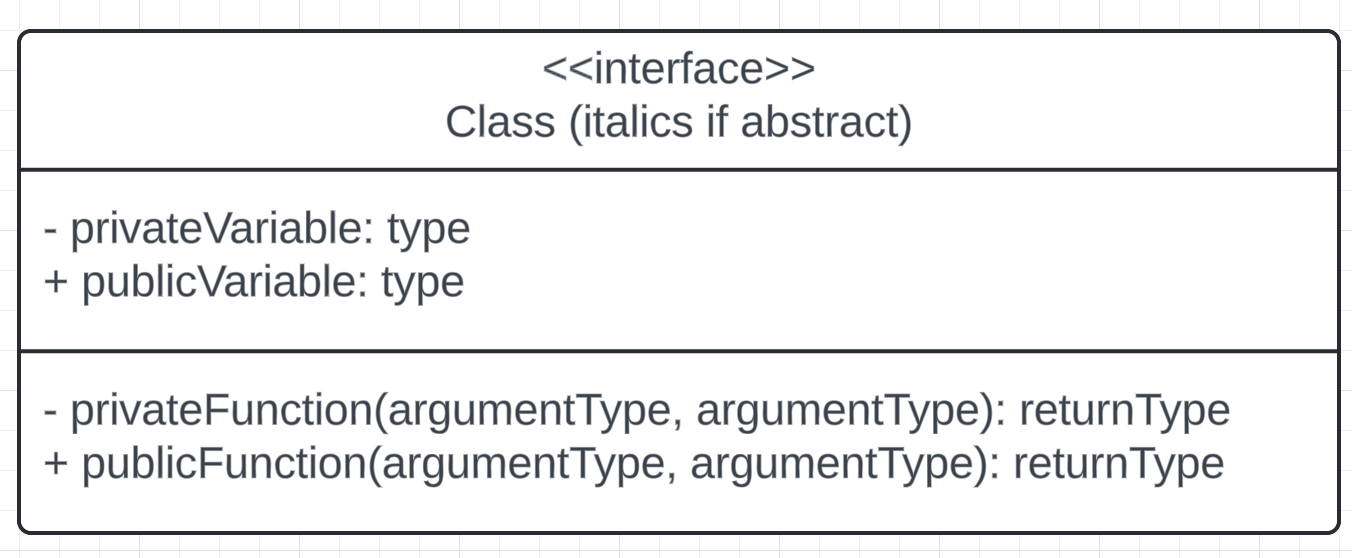 <<interface>>
Class (italics if abstract)
- privateVariable: type
+ publicVariable: type
- privateFunction(argumentType, argumentType): returnType
+ publicFunction(argumentType, argumentType): returnType